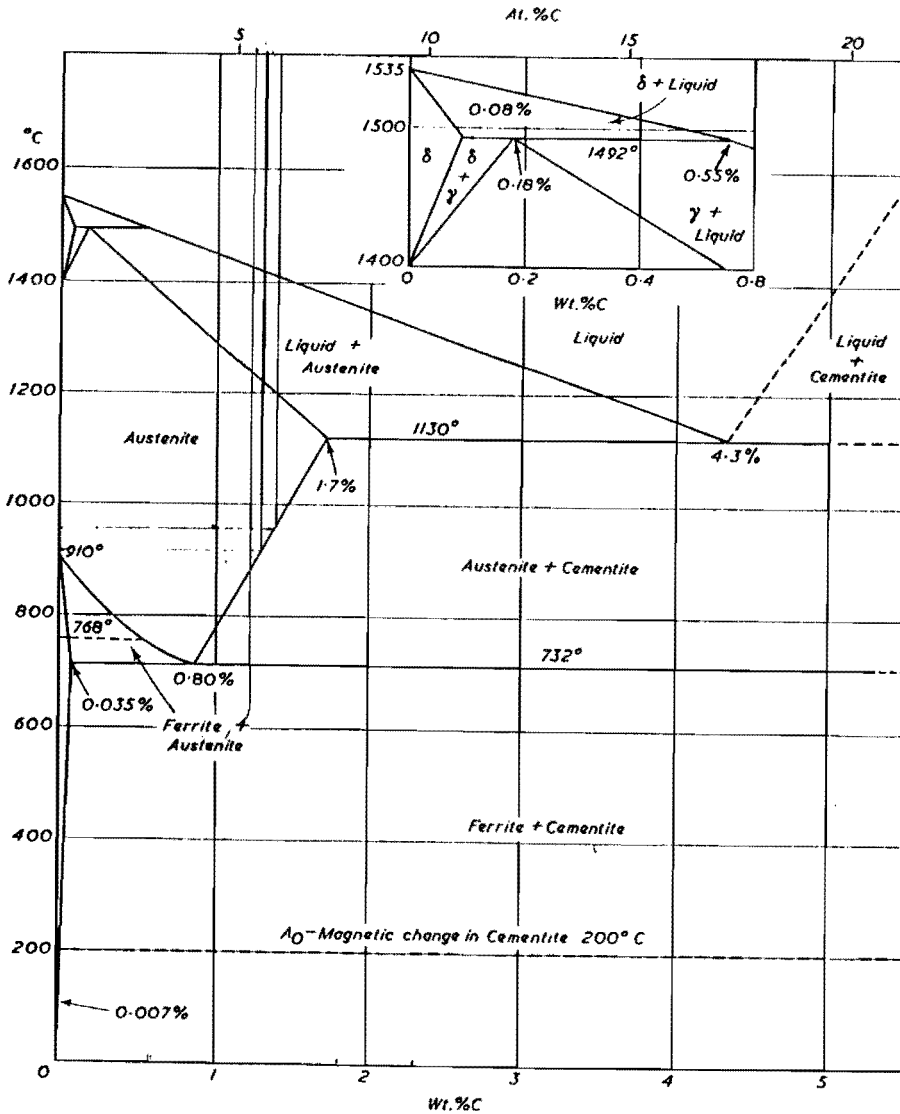 At.%C
5
10
15
20
°C
1535
1500
1400
δ + Liquid
0·08%
1492°
δ
γ + δ
0·18%
0·55%
γ +
Liquid
0
0·2
0·4
0·8
Wt.%C
1600
1400
1200
1000
800
600
400
200
0
Liquid +
Austenite
Liquid
Liquid
+
Cementite
Austenite
1130°
4·3%
1·7%
910°
Austenite + Cementite
768°
732°
0·80%
0·035%
Ferrite +
Austenite
Ferrite + Cementite
A0–Magnetic change in Cementite 200° C
0·007%
1
2
3
4
5
Wt.%C